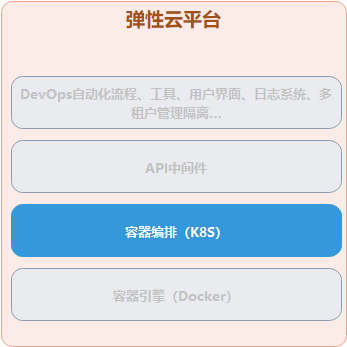 弹性云平台
DevOps自动化流程、工具、用户界面、日志系统、多
租户管理隔离...
API中间件
容器编排（K8S）
容器引擎（Docker）